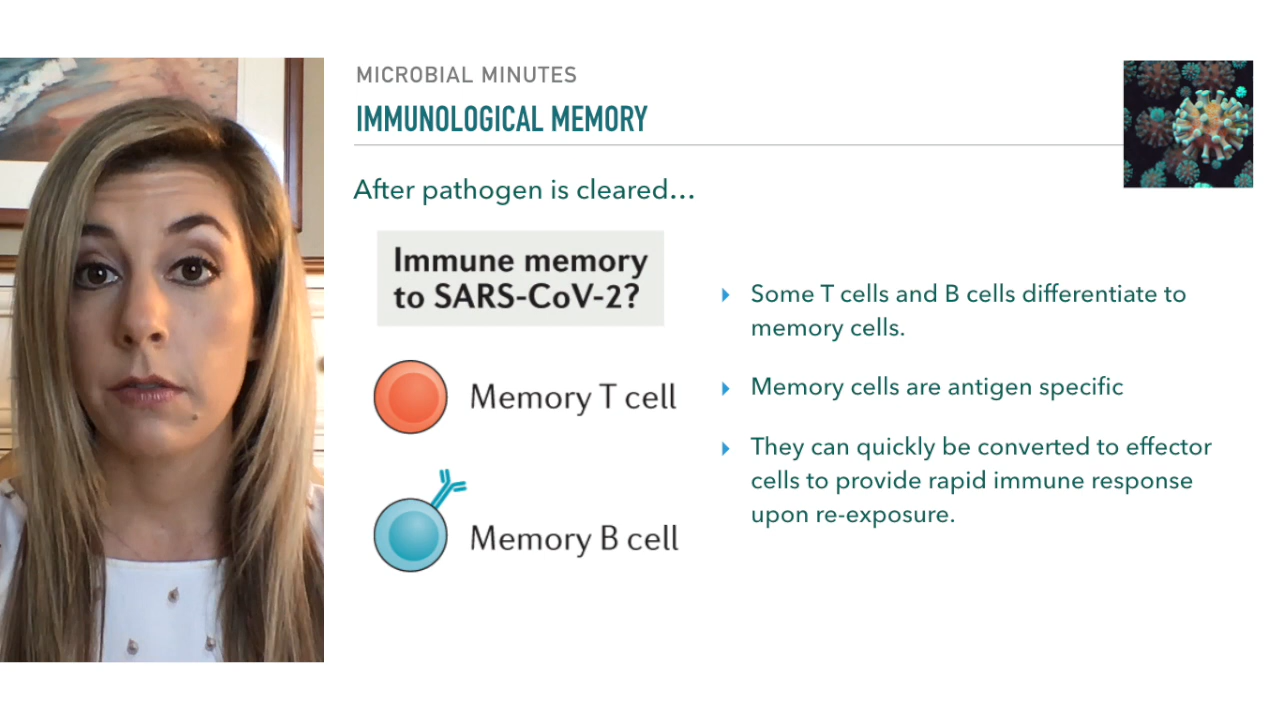 MICROBIAL MINUTES
IMMUNOLOGICAL MEMORY
After pathogen is cleared...
Immune memory
to SARS-CoV-2?
Memory T cell
Memory B cell
Some T cells and B cells differentiate to
memory cells.
Memory cells are antigen specific
They can quickly be converted to effector
cells to provide rapid immune response
upon re-exposure.